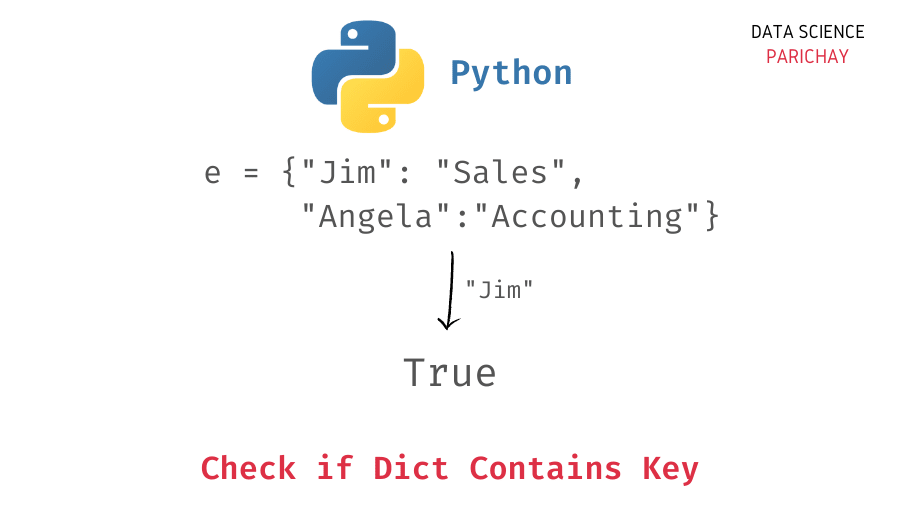 DATA SCIENCE
PARICHAY
Python
e = {"Jim": "Sales",
"Angela":"Accounting"}
"Jim"
True
Check if Dict Contains Key